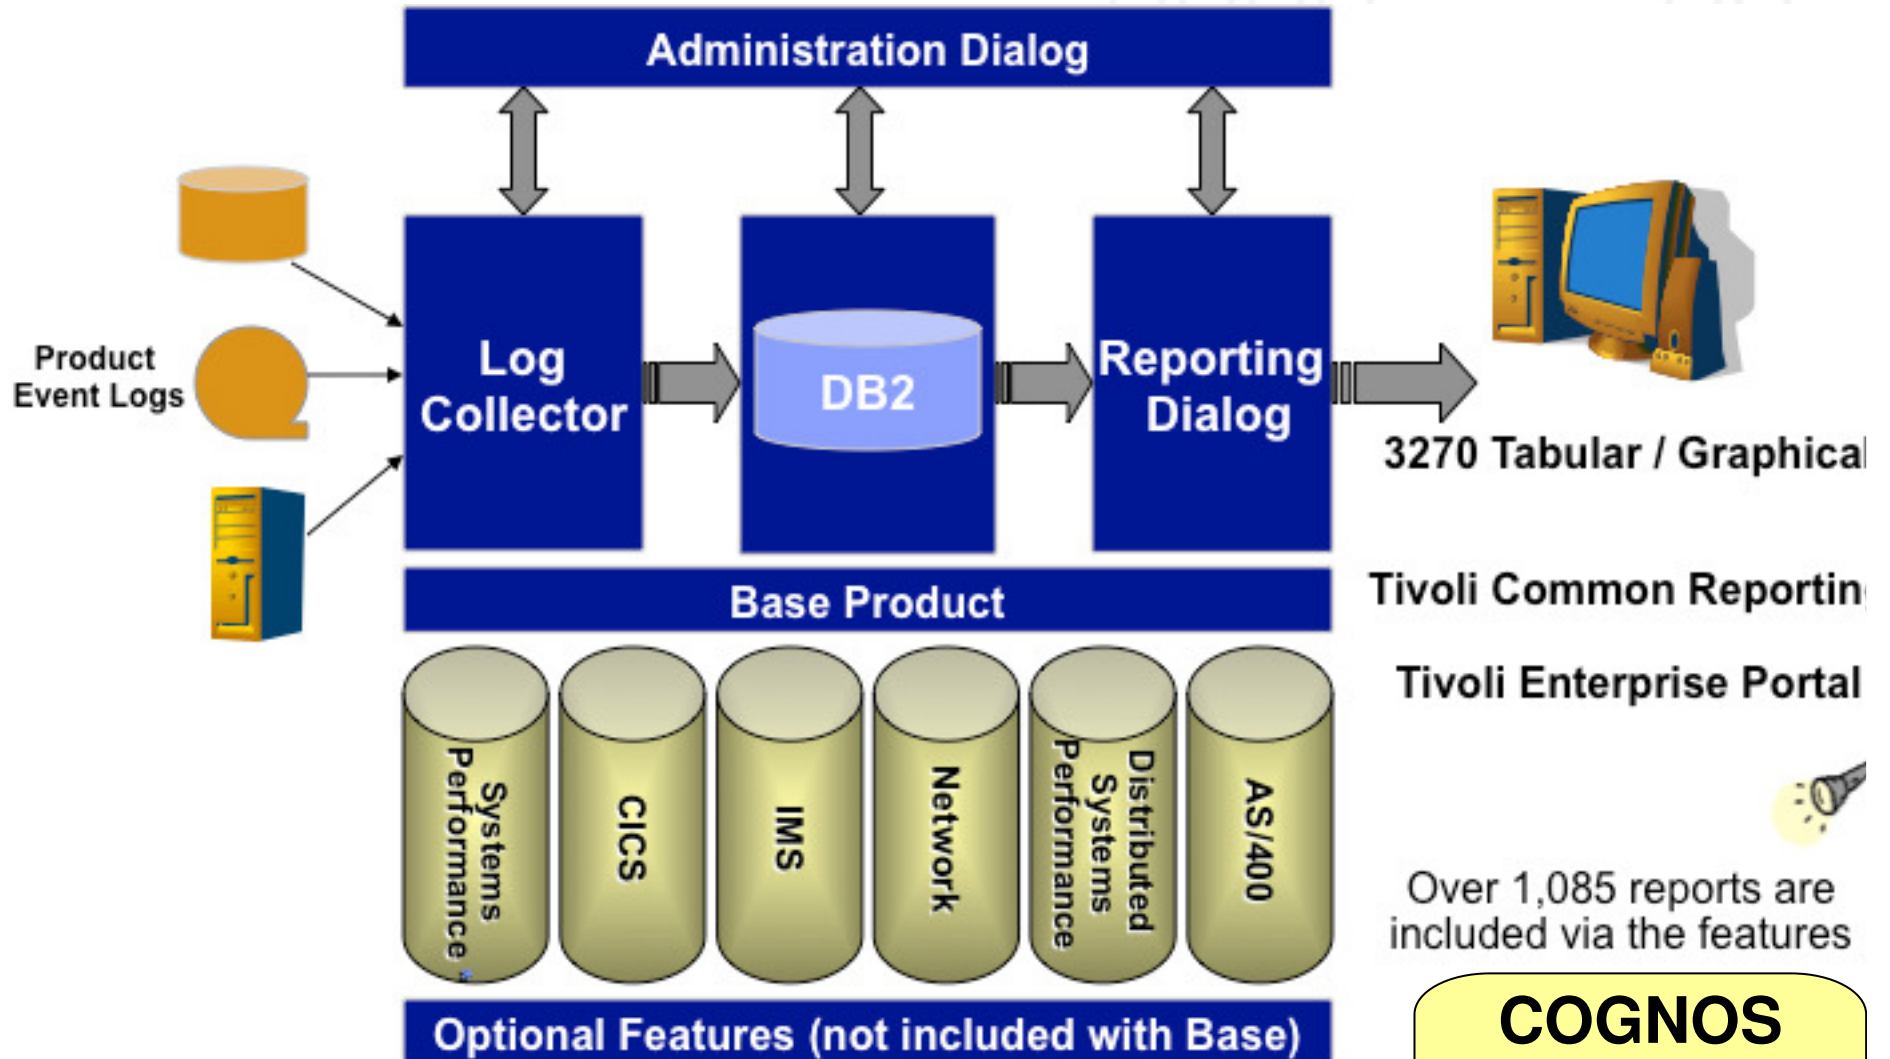 Administration Dialog
Product
Event Logs
Log
Collector
DB2
Reporting
Dialog
3270 Tabular / Graphical
Base Product
Tivoli Common Reportin
Tivoli Enterprise Portal
Systems
Performance*
CICS
IMS
Network
Distributed
Systems
Performance
AS/400
Over 1,085 reports are
included via the features
Optional Features (not included with Base)
COGNOS